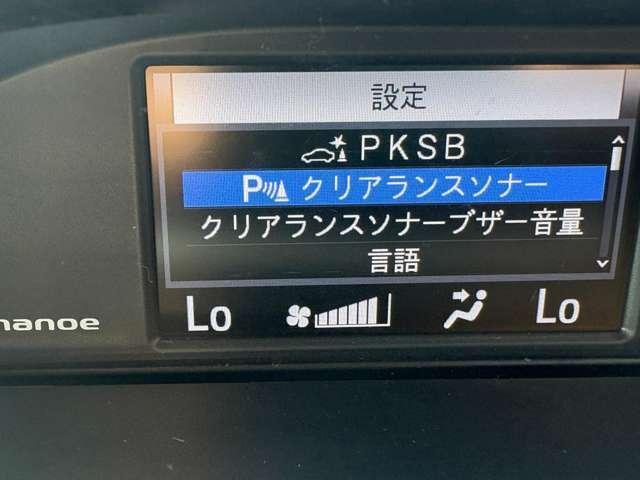 設定
PKSB
P クリアランスソナー
クリアランスソナーブザー音量
言語
Lo Lo
nanoe